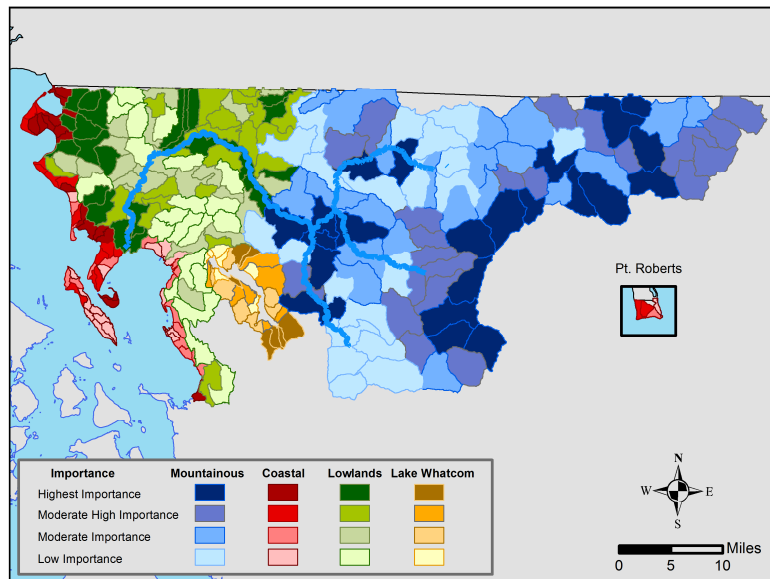 Pt. Roberts
Importance Mountainous Coastal Lowlands Lake Whatcom
Highest Importance
Moderate High Importance
Moderate Importance
Low Importance
N
W E
S
Miles
0 5 10